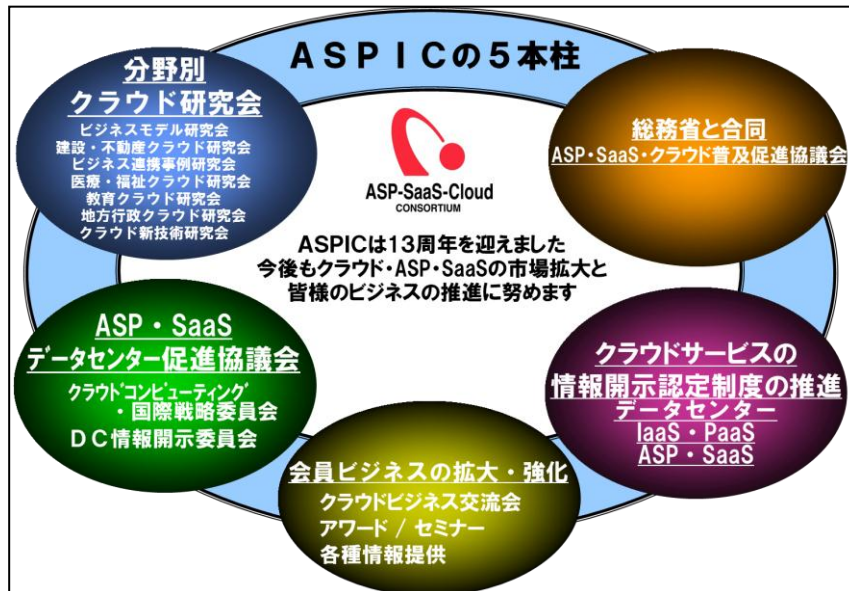 ASPICの5本柱
分野別
クラウド研究会
ビジネスモデル研究会
建設・不動産クラウド研究会
ビジネス連携事例研究会
医療・福祉クラウド研究会
教育クラウド研究会
地方行政クラウド研究会
クラウド新技術研究会
総務省と合同
ASP・SaaS・クラウド普及促進協議会
ASP-SaaS-Cloud
CONSORTIUM
ASPICは13周年を迎えました
今後もクラウド・ASP・SaaSの市場拡大と
皆様のビジネスの推進に努めます
ASP・SaaS
データセンター促進協議会
クラウドコンピューティング
・国際戦略委員会
DC情報開示委員会
クラウドサービスの
情報開示認定制度の推進
データセンター
IaaS・PaaS
ASP・SaaS
会員ビジネスの拡大・強化
クラウドビジネス交流会
アワード / セミナー
各種情報提供